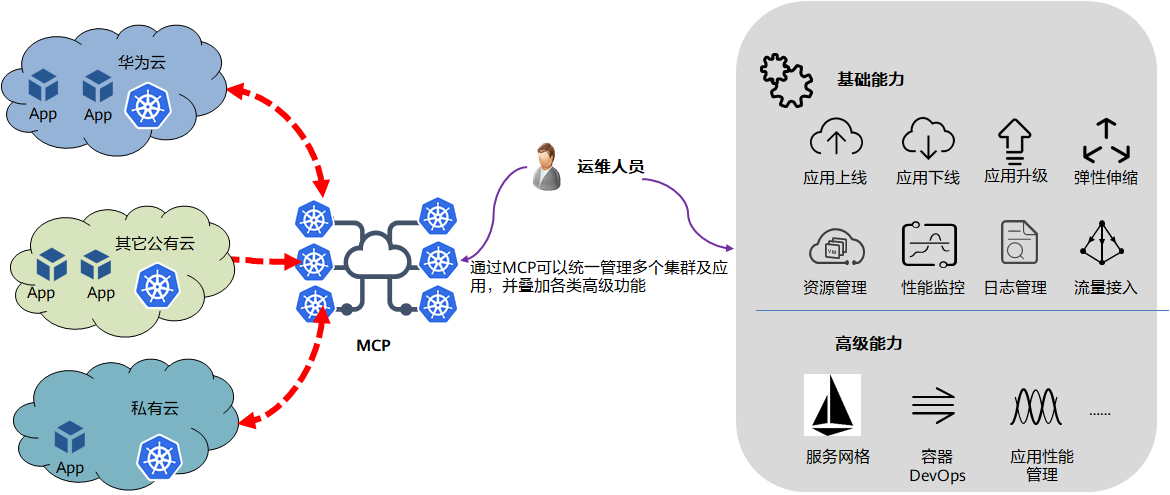 华为云
App
App
其它公有云
App
App
私有云
App
MCP
运维人员
通过MCP可以统一管理多个集群及应
用，并叠加各类高级功能
基础能力
应用上线
应用下线
应用升级
弹性伸缩
VM
资源管理
性能监控
日志管理
流量接入
高级能力
服务网格
容器
DevOps
应用性能
管理
......